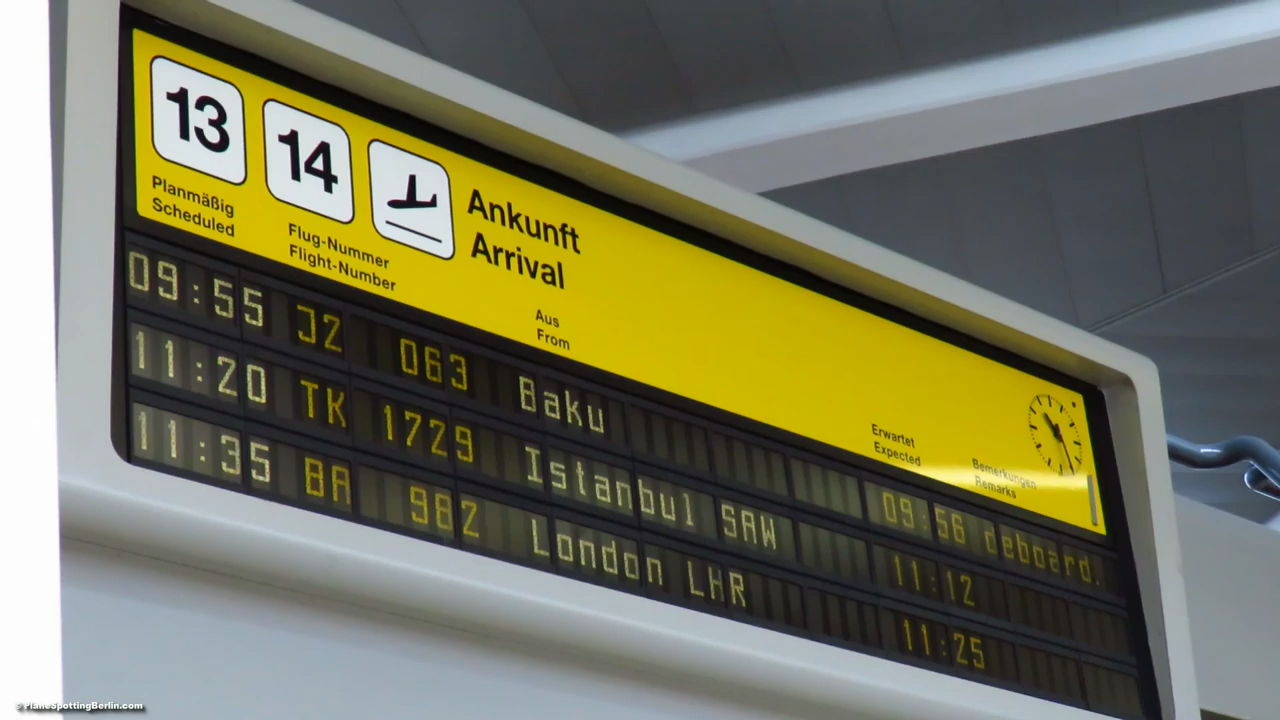 13 14 Ankunft
Arrival
Planmäßig
Scheduled
Flug-Nummer
Flight-Number
Aus
From
Erwartet
Expected
Bemerkungen
Remarks
09:55 JZ 063 Baku 09:56 deboard.
11:20 TK 1729 Istanbul SAW 11:12
11:35 BA 982 London LHR 11:25
© PlaneSpottingBerlin.com